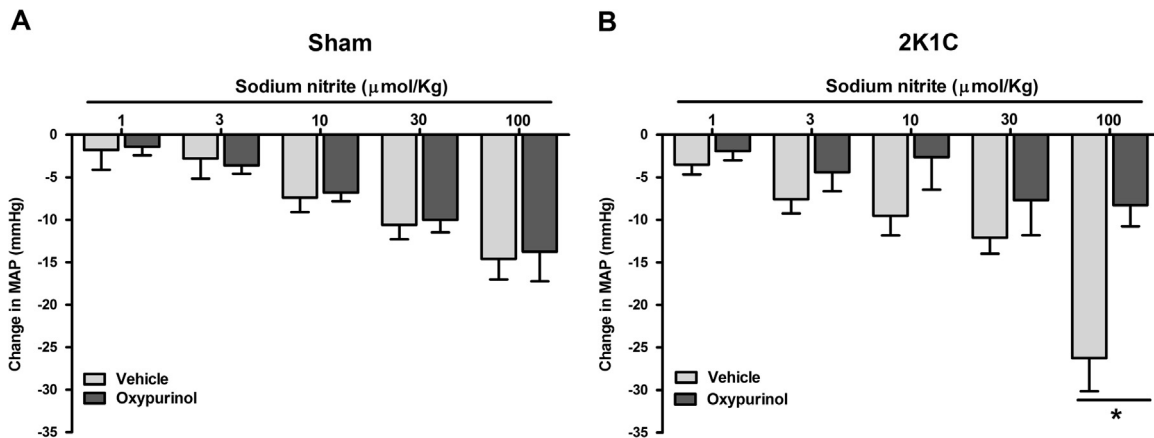 A
Sham
Sodium nitrite (μmol/Kg)
1 3 10 30 100
0
-5
-10
-15
-20
-25
-30
-35
Change in MAP (mmHg)
Vehicle
Oxypurinol
B
2K1C
Sodium nitrite (μmol/Kg)
1 3 10 30 100
0
-5
-10
-15
-20
-25
-30
-35
Change in MAP (mmHg)
Vehicle
Oxypurinol
*